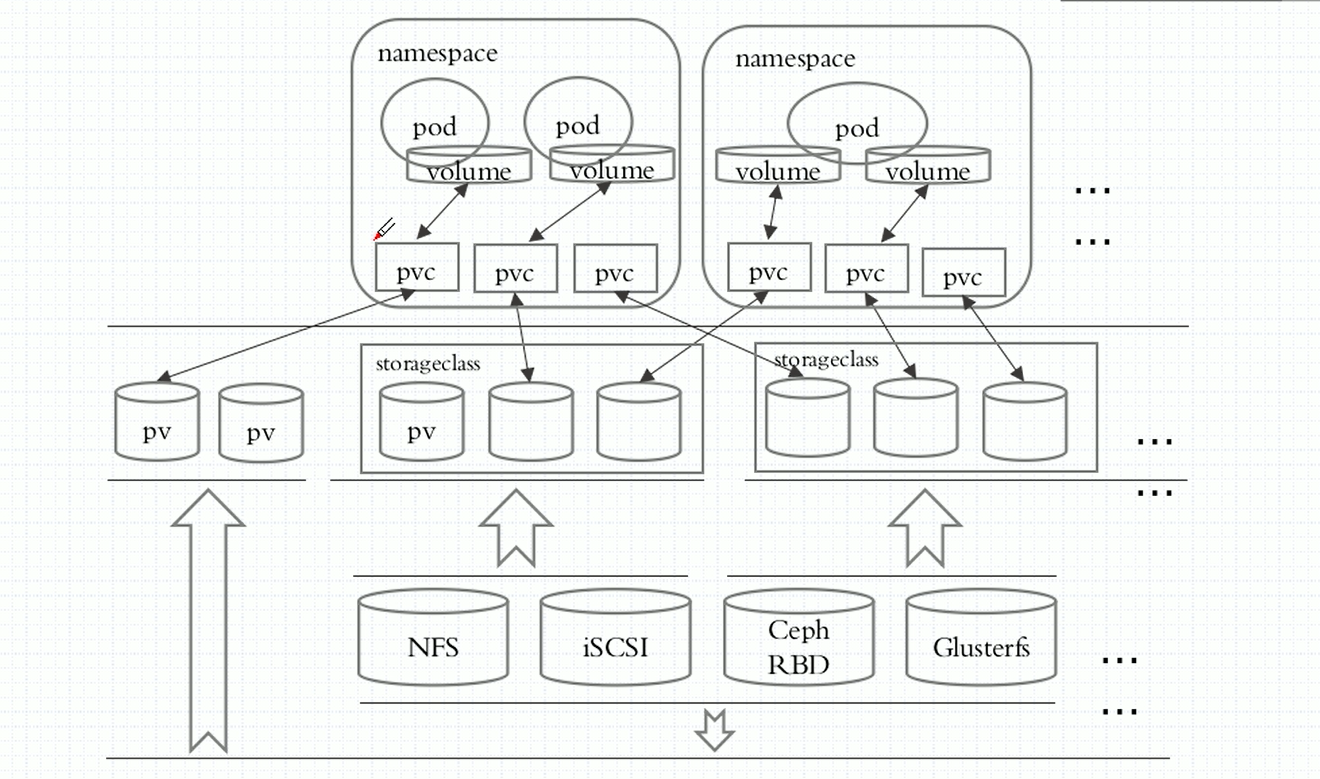 namespace
namespace
pod
pod
pod
volume
volume
volume
volume
...
...
pvc
pvc
pvc
pvc
pvc
pvc
storageclass
storageclass
pv
pv
pv
...
...
NFS
iSCSI
Ceph
RBD
Glusterfs
...
...